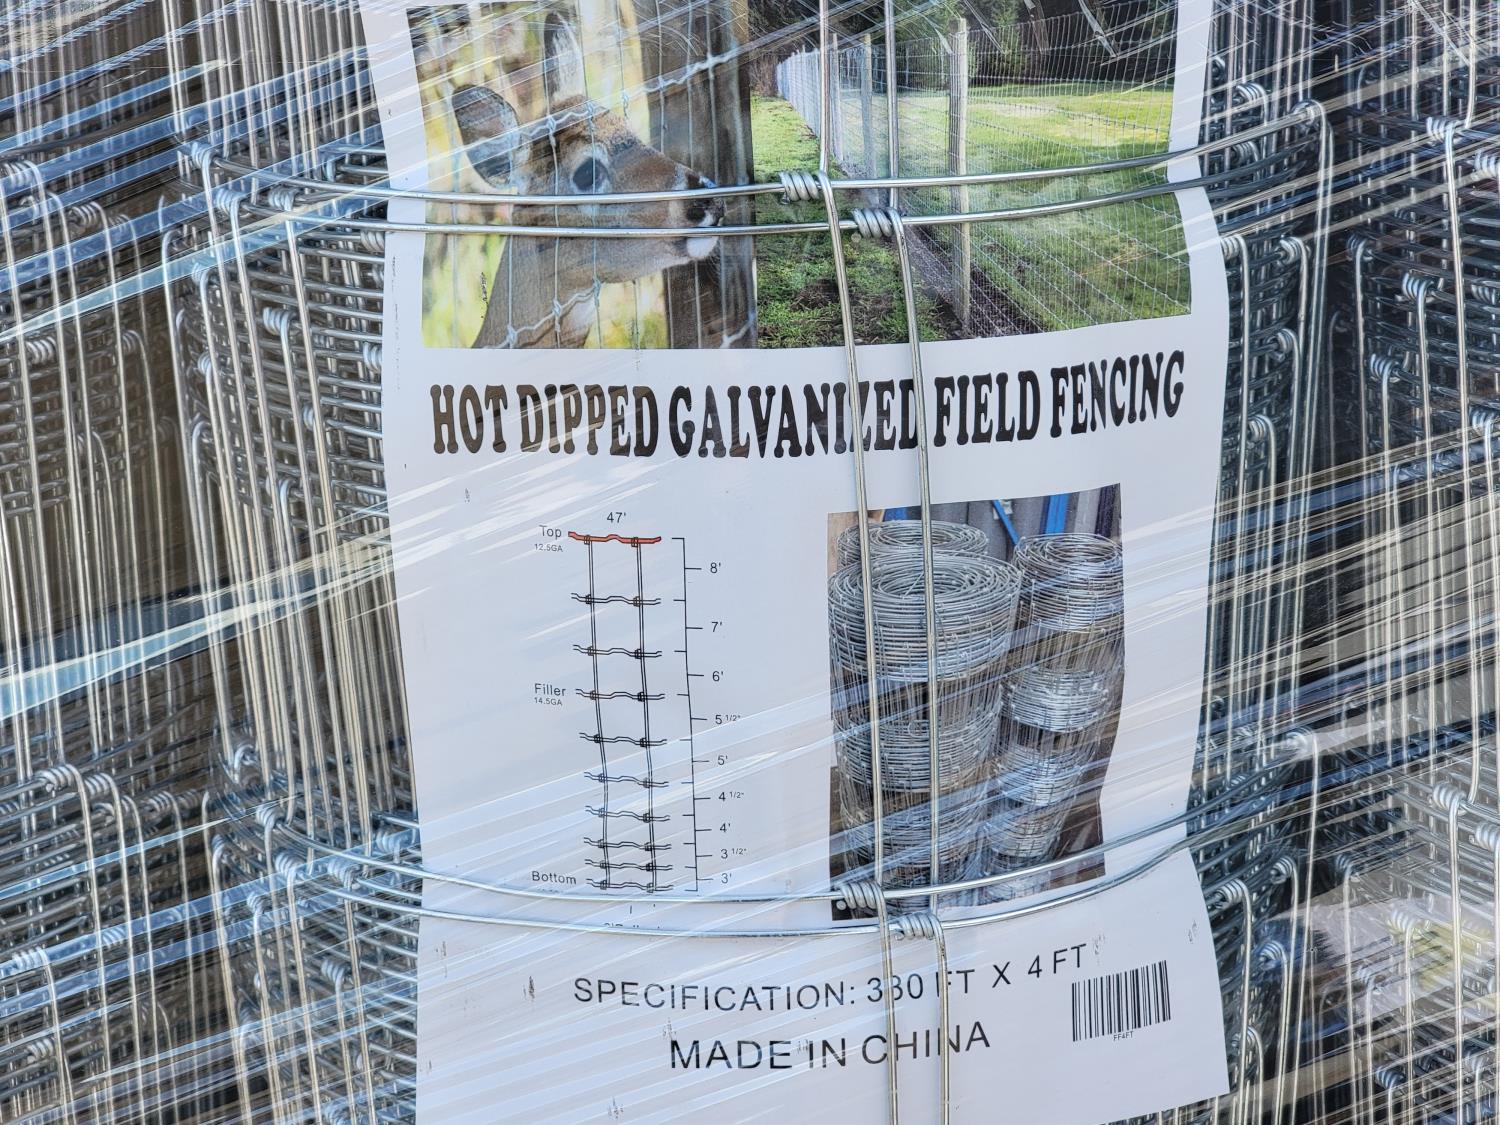 HOT DIPPED GALVANIZED FIELD FENCING
47'
Top
12.5GA
8'
7'
6'
Filler
14.5GA
5 1/2"
5'
4 1/2"
4'
3 1/2"
Bottom
3'
SPECIFICATION: 330 FT X 4 FT
MADE IN CHINA
FF4FT